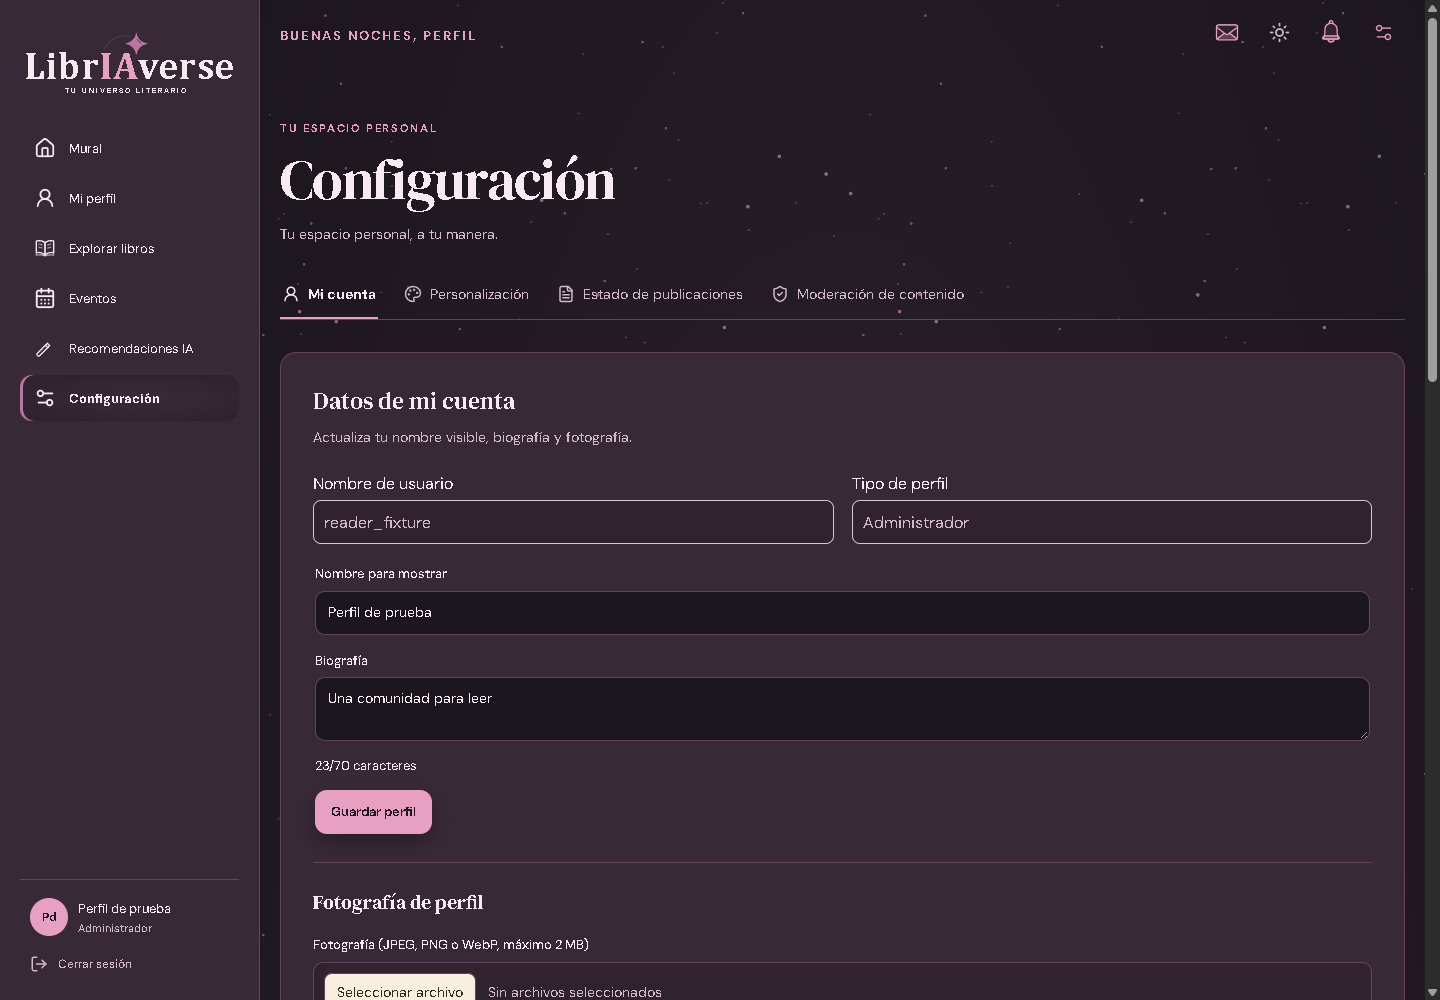 LibrIAverse
TU UNIVERSO LITERARIO
Mural
Mi perfil
Explorar libros
Eventos
Recomendaciones IA
Configuración
Perfil de prueba
Pd
Administrador
Cerrar sesión
BUENAS NOCHES, PERFIL
TU ESPACIO PERSONAL
Configuración
Tu espacio personal, a tu manera.
Mi cuenta
Personalización
Estado de publicaciones
Moderación de contenido
Datos de mi cuenta
Actualiza tu nombre visible, biografía y fotografía.
Nombre de usuario
reader_fixture
Tipo de perfil
Administrador
Nombre para mostrar
Perfil de prueba
Biografía
Una comunidad para leer
23/70 caracteres
Guardar perfil
Fotografía de perfil
Fotografía (JPEG, PNG o WebP, máximo 2 MB)
Seleccionar archivo
Sin archivos seleccionados